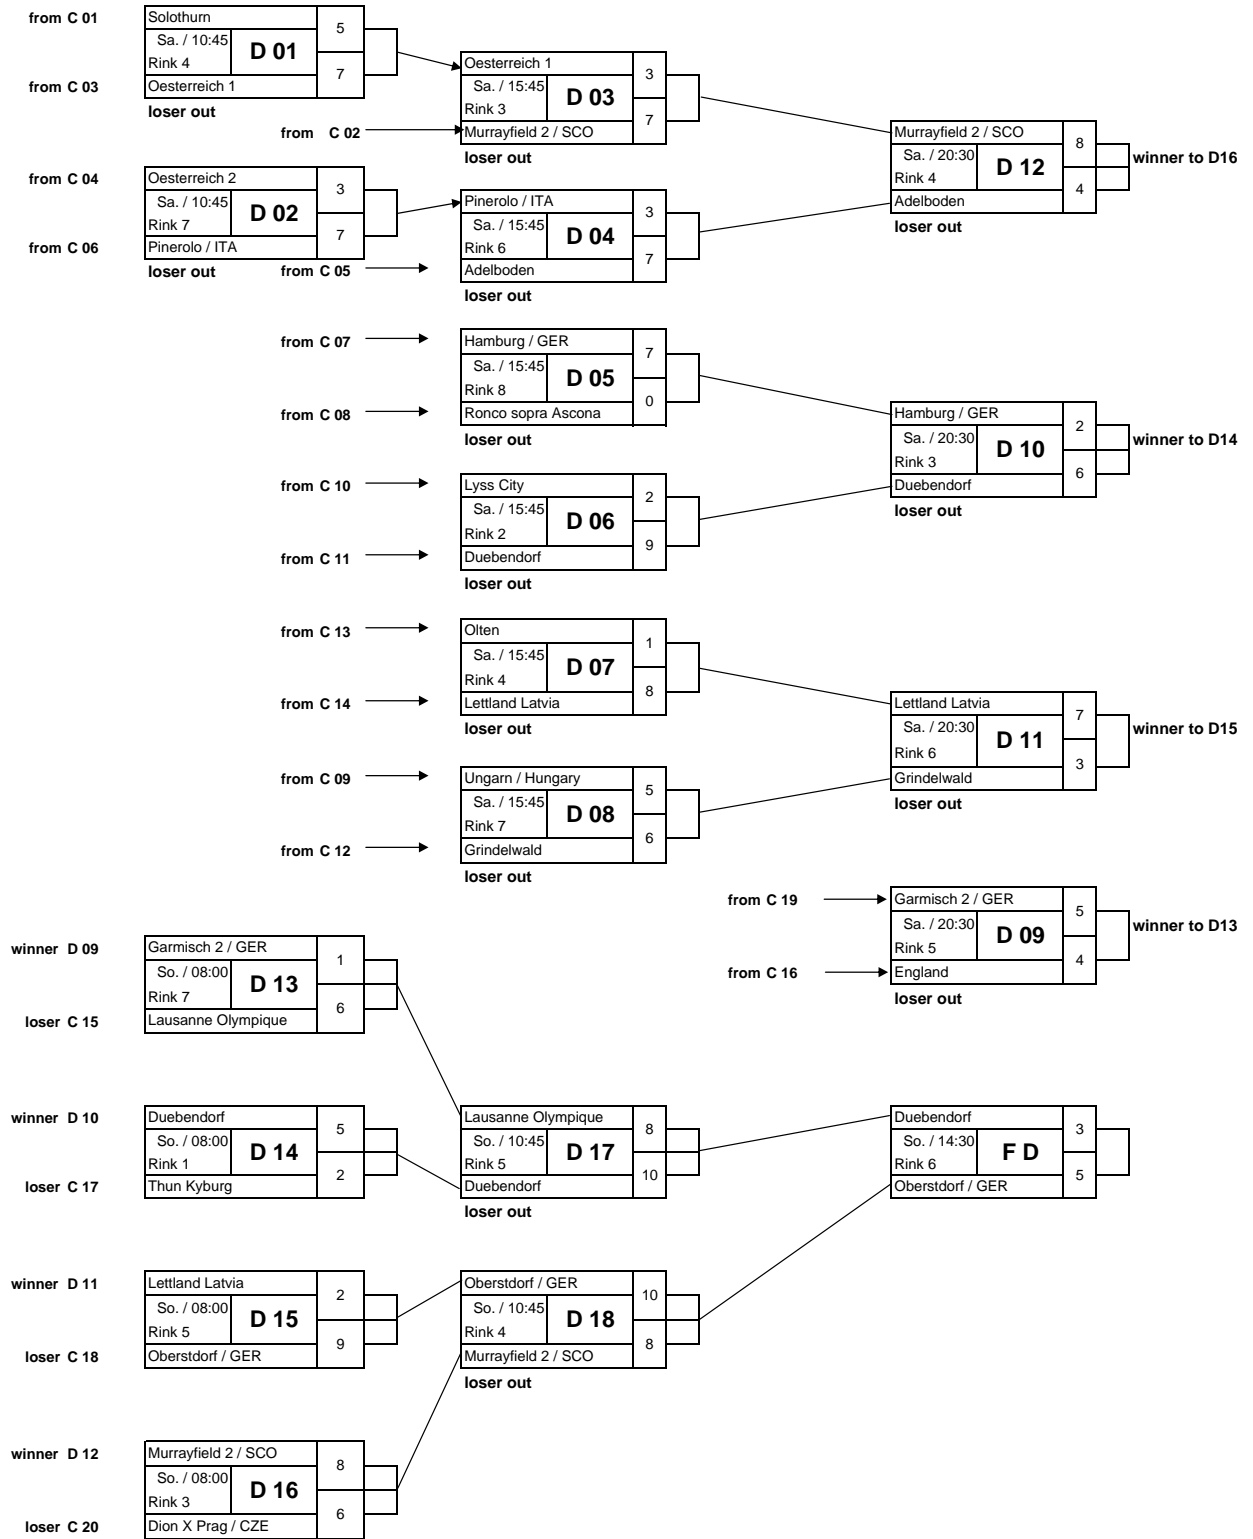 from C 01
Solothurn
5
Sa. / 10:45
Rink 4
D 01
7
from C 03
Oesterreich 1
loser out
Oesterreich 1
3
Sa. / 15:45
Rink 3
D 03
7
from C 02
Murrayfield 2 / SCO
loser out
from C 04
Oesterreich 2
3
Sa. / 10:45
Rink 7
D 02
7
from C 06
Pinerolo / ITA
loser out
Pinerolo / ITA
3
Sa. / 15:45
Rink 6
D 04
7
from C 05
Adelboden
loser out
Murrayfield 2 / SCO
8
Sa. / 20:30
Rink 4
D 12
4
Adelboden
loser out
winner to D16
from C 07
Hamburg / GER
7
Sa. / 15:45
Rink 8
D 05
0
from C 08
Ronco sopra Ascona
loser out
from C 10
Lyss City
2
Sa. / 15:45
Rink 2
D 06
9
from C 11
Duebendorf
loser out
Hamburg / GER
2
Sa. / 20:30
Rink 3
D 10
6
Duebendorf
loser out
winner to D14
from C 13
Olten
1
Sa. / 15:45
Rink 4
D 07
8
from C 14
Lettland Latvia
loser out
from C 09
Ungarn / Hungary
5
Sa. / 15:45
Rink 7
D 08
6
from C 12
Grindelwald
loser out
Lettland Latvia
7
Sa. / 20:30
Rink 6
D 11
3
Grindelwald
loser out
winner to D15
from C 19
Garmisch 2 / GER
5
Sa. / 20:30
Rink 5
D 09
4
from C 16
England
loser out
winner to D13
winner D 09
Garmisch 2 / GER
1
So. / 08:00
Rink 7
D 13
6
loser C 15
Lausanne Olympique
winner D 10
Duebendorf
5
So. / 08:00
Rink 1
D 14
2
loser C 17
Thun Kyburg
Lausanne Olympique
8
So. / 10:45
Rink 5
D 17
10
Duebendorf
loser out
Duebendorf
3
So. / 14:30
Rink 6
F D
5
Oberstdorf / GER
winner D 11
Lettland Latvia
2
So. / 08:00
Rink 5
D 15
9
loser C 18
Oberstdorf / GER
Oberstdorf / GER
10
So. / 10:45
Rink 4
D 18
8
Murrayfield 2 / SCO
loser out
winner D 12
Murrayfield 2 / SCO
8
So. / 08:00
Rink 3
D 16
6
loser C 20
Dion X Prag / CZE